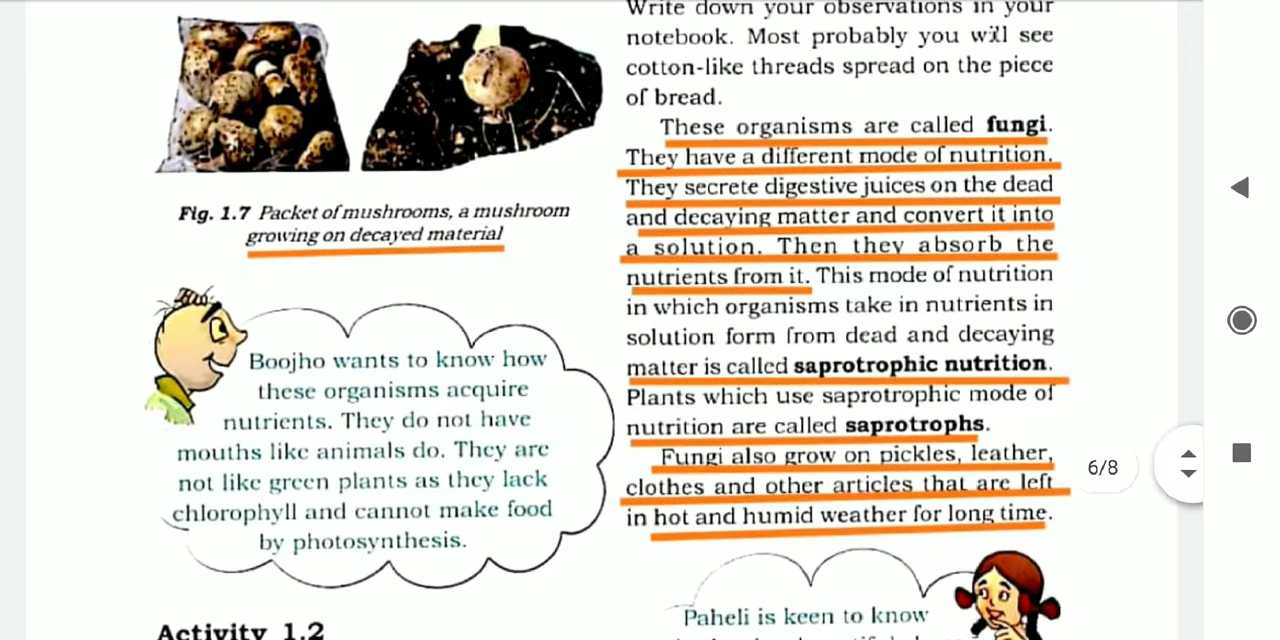 Fig. 1.7 Packet of mushrooms, a mushroom
growing on decayed material
Boojho wants to know how
these organisms acquire
nutrients. They do not have
mouths like animals do. They are
not like green plants as they lack
chlorophyll and cannot make food
by photosynthesis.
Activity 1.2
Write down your observations in your
notebook. Most probably you will see
cotton-like threads spread on the piece
of bread.
These organisms are called fungi.
They have a different mode of nutrition.
They secrete digestive juices on the dead
and decaying matter and convert it into
a solution. Then they absorb the
nutrients from it. This mode of nutrition
in which organisms take in nutrients in
solution form from dead and decaying
matter is called saprotrophic nutrition.
Plants which use saprotrophic mode of
nutrition are called saprotrophs.
Fungi also grow on pickles, leather,
clothes and other articles that are left
in hot and humid weather for long time.
Paheli is keen to know
6/8